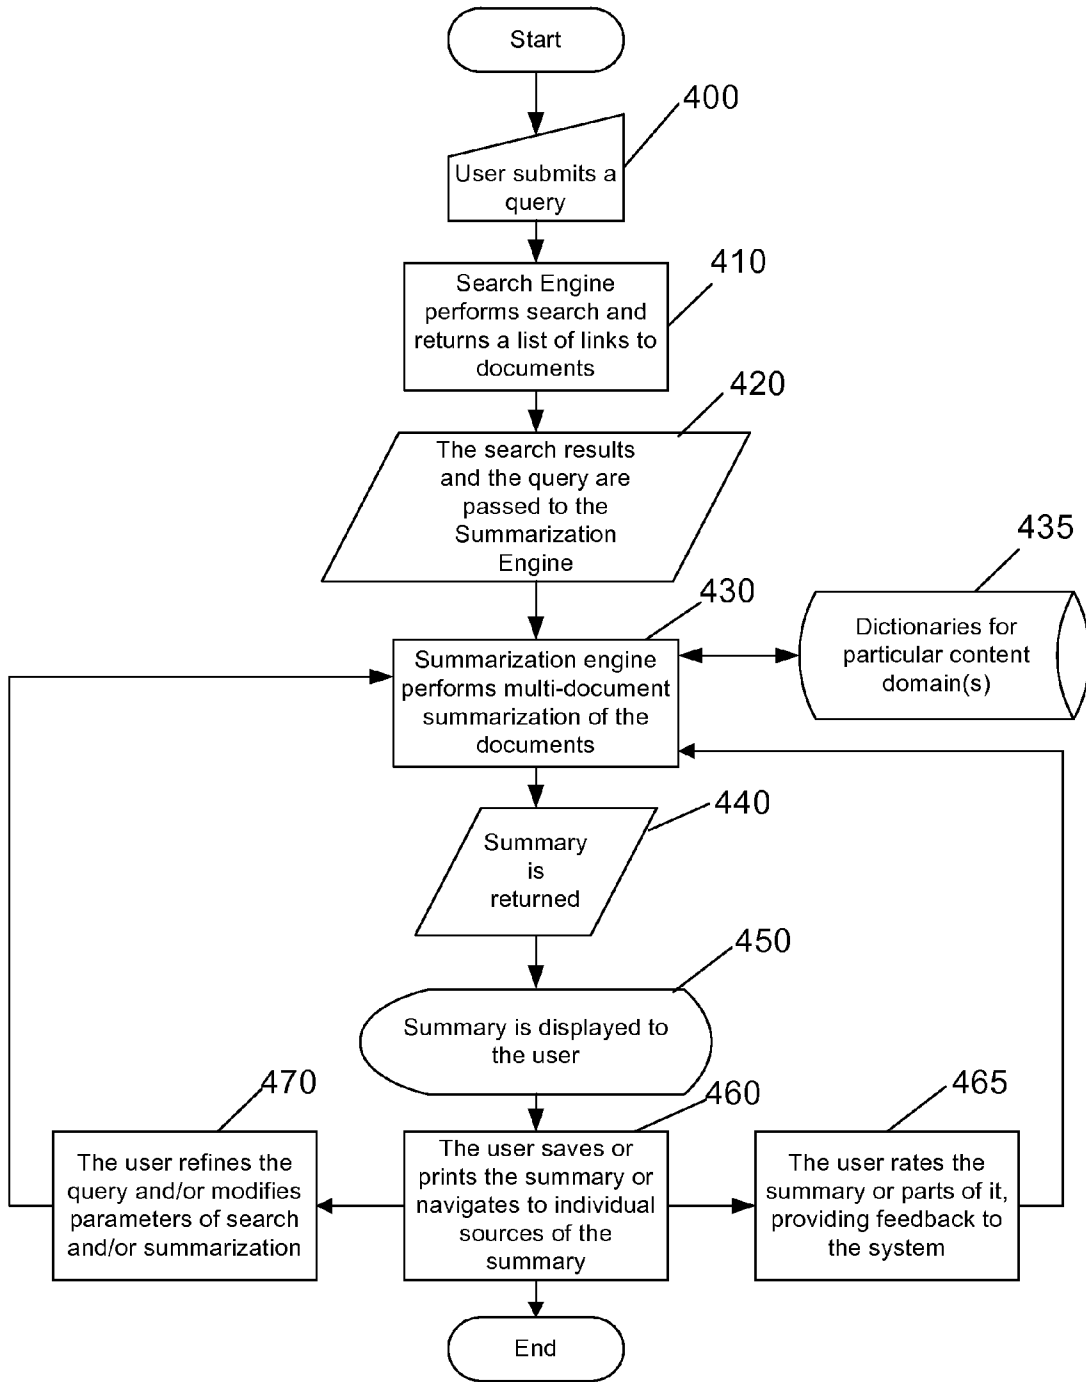 Start
400
User submits a
query
410
Search Engine
performs search and
returns a list of links to
documents
420
The search results
and the query are
passed to the
Summarization
Engine
435
430
Dictionaries for
particular content
domain(s)
Summarization engine
performs multi-document
summarization of the
documents
440
Summary
is
returned
450
Summary is displayed to
the user
470
460
465
The user refines the
query and/or modifies
parameters of search
and/or summarization
The user saves or
prints the summary or
navigates to individual
sources of the
summary
The user rates the
summary or parts of it,
providing feedback to
the system
End